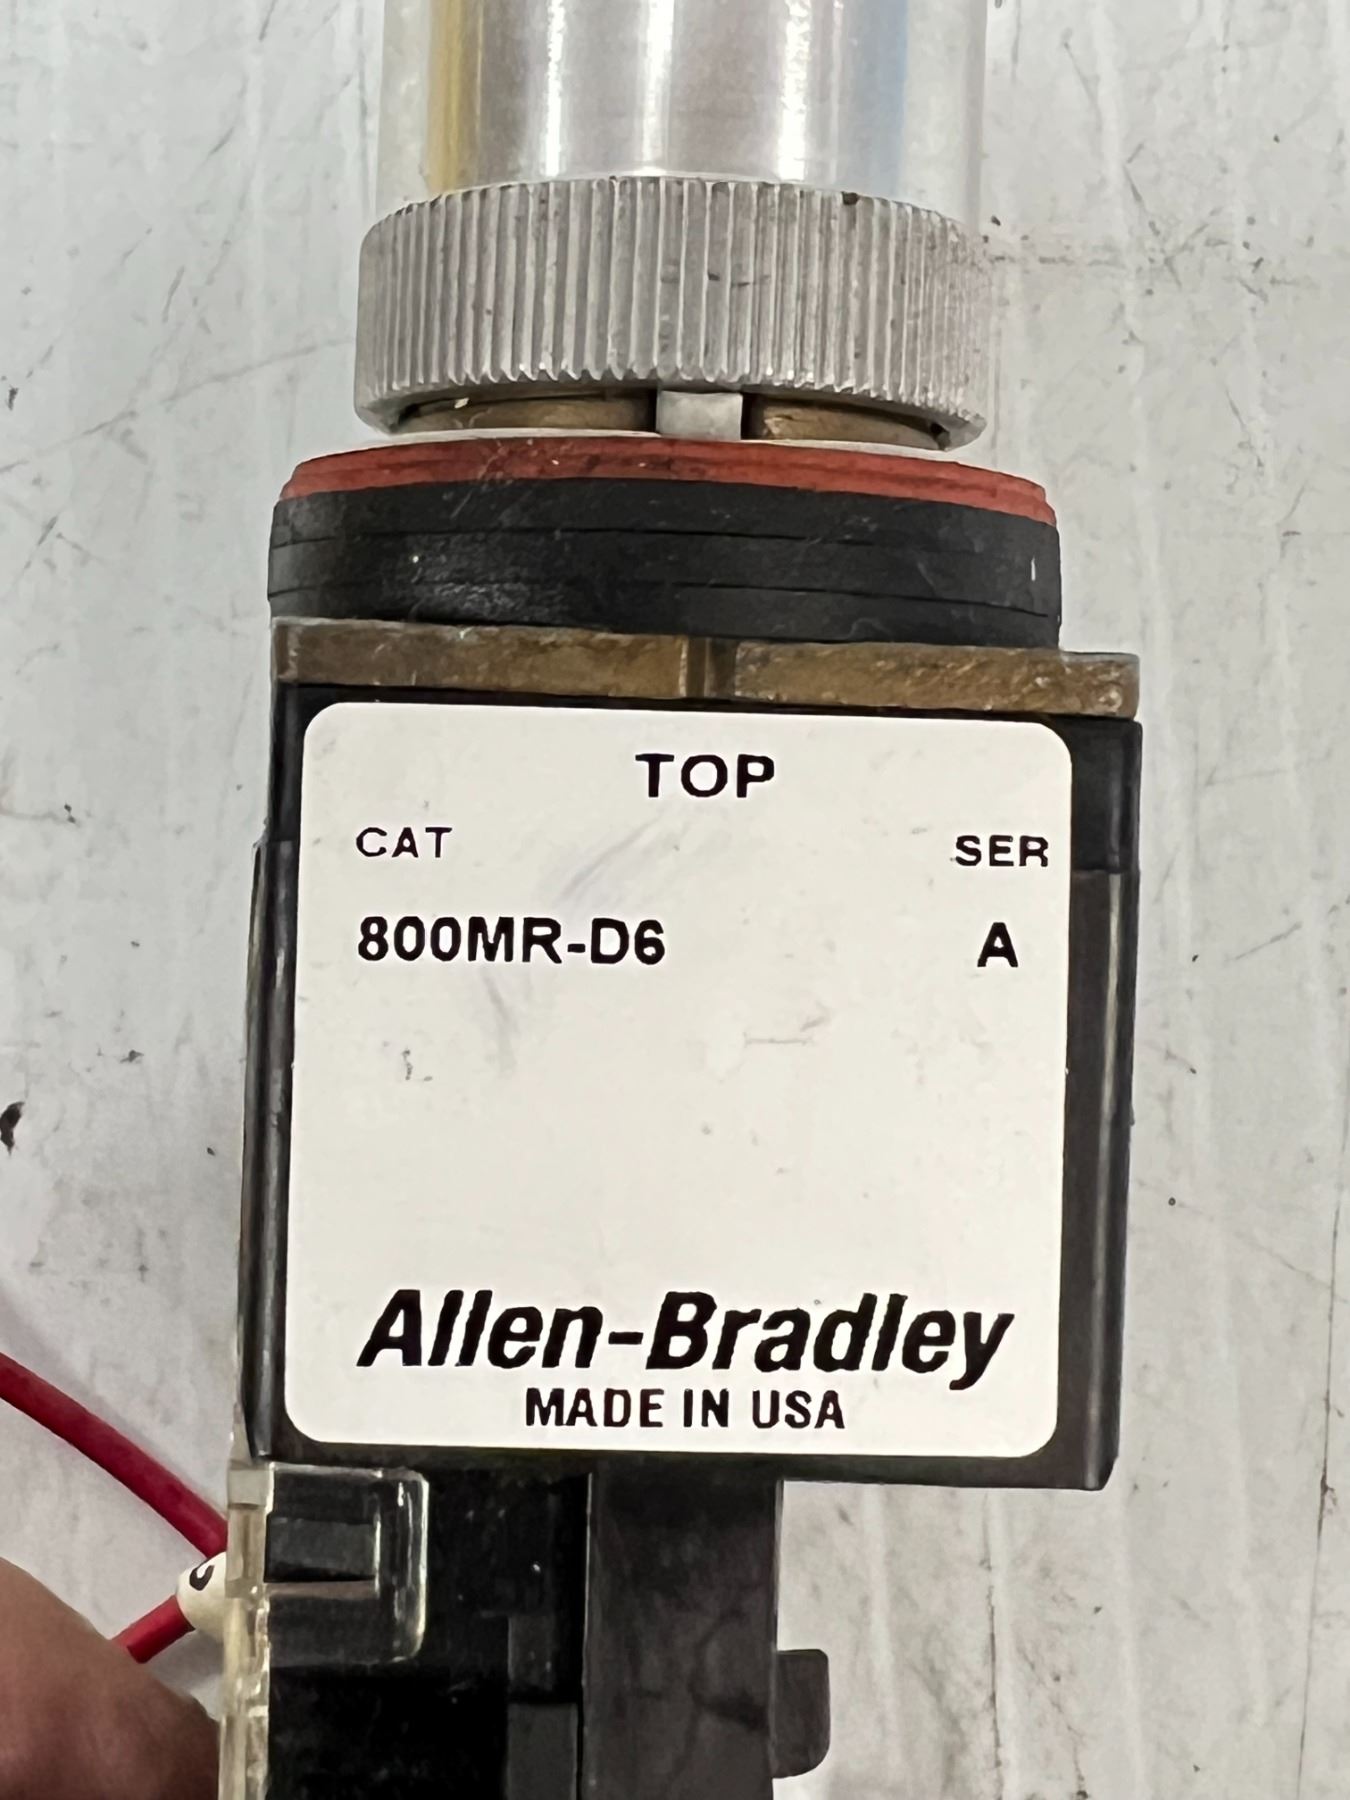 TOP
CAT SER
800MR-D6 A
Allen-Bradley
MADE IN USA